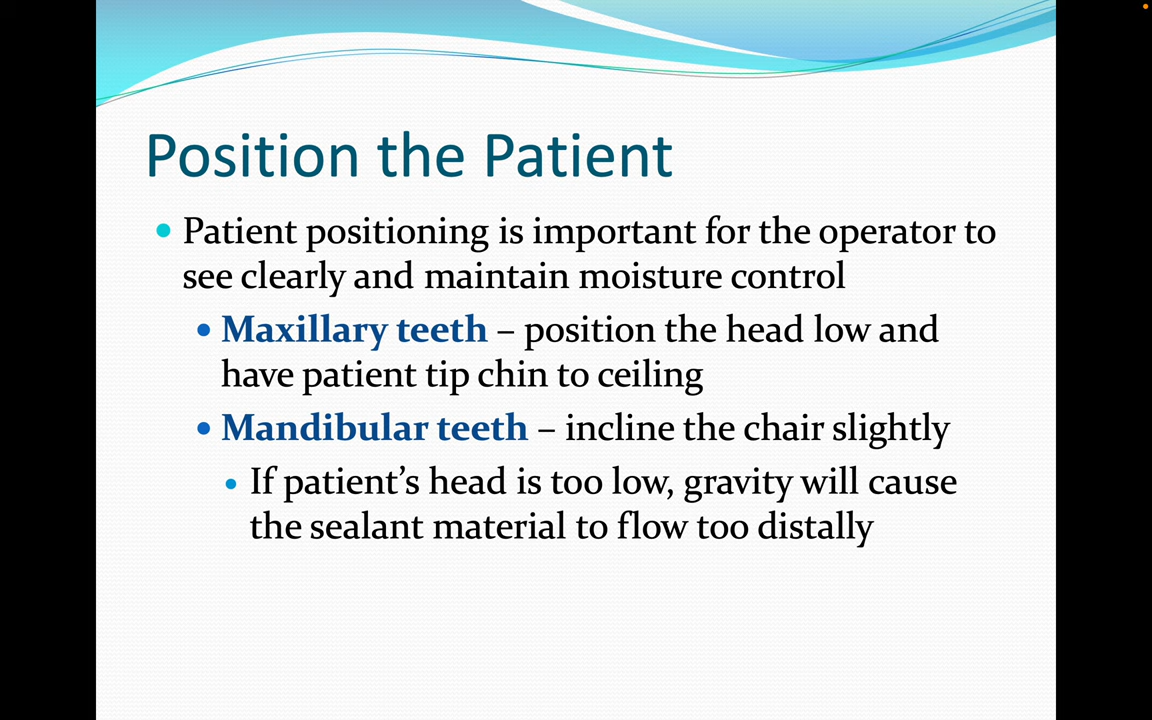 Position the Patient
• Patient positioning is important for the operator to
see clearly and maintain moisture control
• Maxillary teeth – position the head low and
have patient tip chin to ceiling
• Mandibular teeth – incline the chair slightly
• If patient’s head is too low, gravity will cause
the sealant material to flow too distally